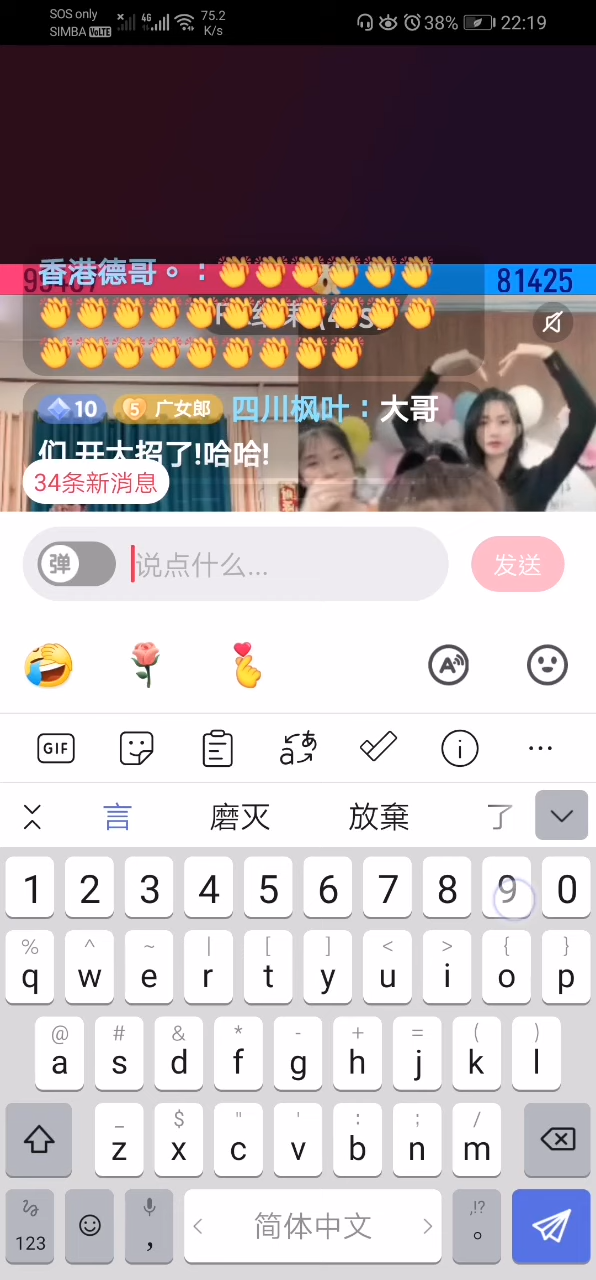 SOS only
SIMBA VoLTE
4G
75.2
K/s
38%
22:19
81425
香港德哥。：
10 5 广女郎 四川枫叶：大哥
们 开大招了!哈哈!
34条新消息
弹 说点什么... 发送
GIF
言 磨灭 放棄 了
1 2 3 4 5 6 7 8 9 0
% ^ ~ | [ ] < > { }
q w e r t y u i o p
@ # & * - + = ( )
a s d f g h j k l
_ $ " ' : ; /
z x c v b n m
123 , 简体中文 ,!? 。